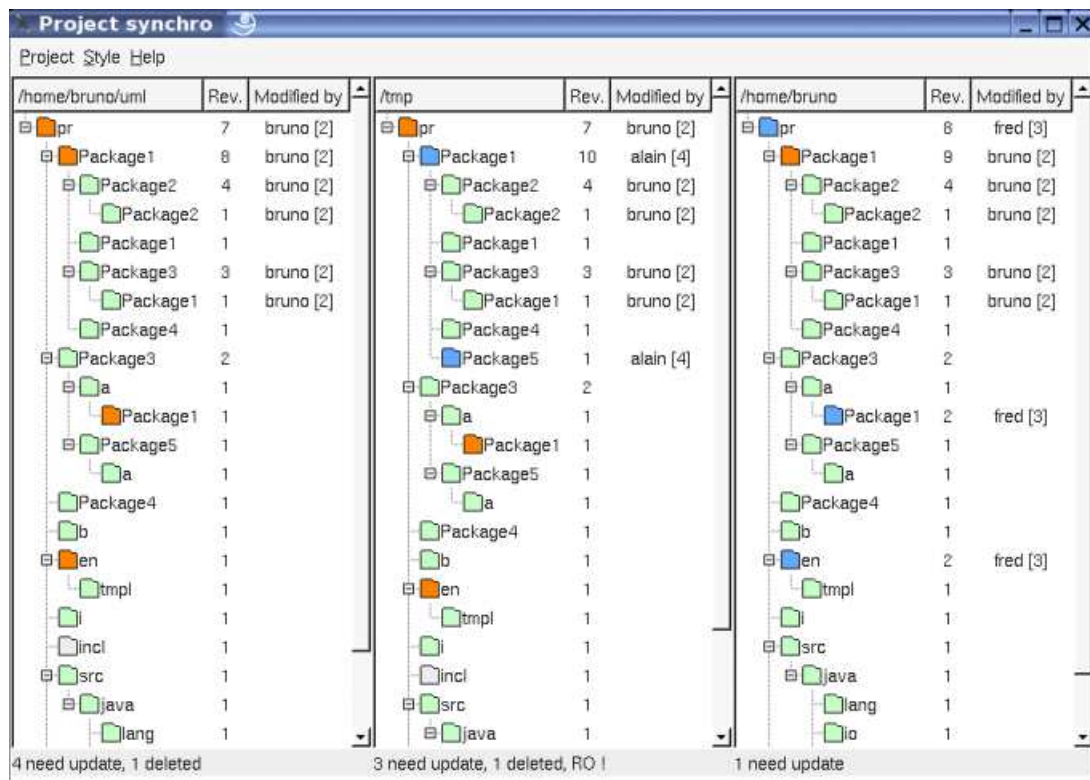 Project synchro
Project Style Help
/home/bruno/uml Rev. Modified by
pr 7 bruno [2]
Package1 8 bruno [2]
Package2 4 bruno [2]
Package2 1 bruno [2]
Package1 1
Package3 3 bruno [2]
Package1 1 bruno [2]
Package4 1
Package3 2
a 1
Package1 1
Package5 1
a 1
Package4 1
b 1
en 1
tmpl 1
i 1
incl 1
src 1
java 1
lang 1
4 need update, 1 deleted
/tmp Rev. Modified by
pr 7 bruno [2]
Package1 10 alain [4]
Package2 4 bruno [2]
Package2 1 bruno [2]
Package1 1
Package3 3 bruno [2]
Package1 1 bruno [2]
Package4 1
Package5 1 alain [4]
Package3 2
a 1
Package1 1
Package5 1
a 1
Package4 1
b 1
en 1
tmpl 1
i 1
incl 1
src 1
java 1
3 need update, 1 deleted, RO !
/home/bruno Rev. Modified by
pr 8 fred [3]
Package1 9 bruno [2]
Package2 4 bruno [2]
Package2 1 bruno [2]
Package1 1
Package3 3 bruno [2]
Package1 1 bruno [2]
Package4 1
Package3 2
a 1
Package1 2 fred [3]
Package5 1
a 1
Package4 1
b 1
en 2 fred [3]
tmpl 1
i 1
src 1
java 1
lang 1
io 1
1 need update